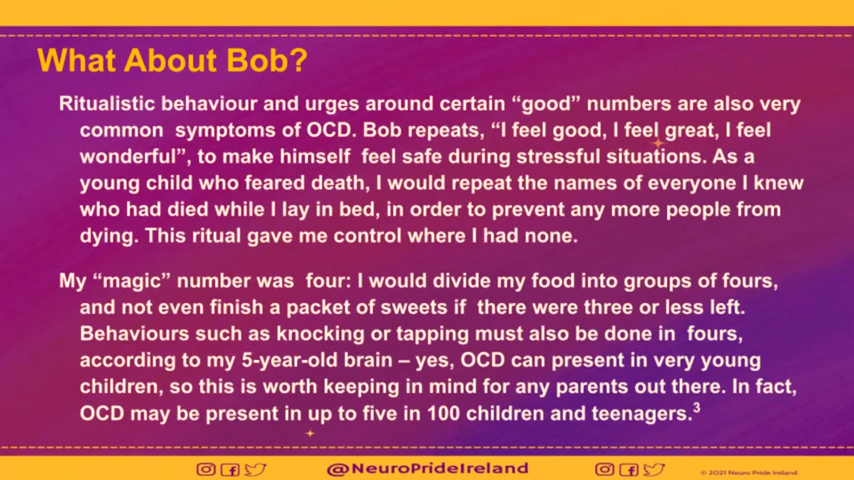 What About Bob?
Ritualistic behaviour and urges around certain “good” numbers are also very
common symptoms of OCD. Bob repeats, “I feel good, I feel great, I feel
wonderful”, to make himself feel safe during stressful situations. As a
young child who feared death, I would repeat the names of everyone I knew
who had died while I lay in bed, in order to prevent any more people from
dying. This ritual gave me control where I had none.
My “magic” number was four: I would divide my food into groups of fours,
and not even finish a packet of sweets if there were three or less left.
Behaviours such as knocking or tapping must also be done in fours,
according to my 5-year-old brain – yes, OCD can present in very young
children, so this is worth keeping in mind for any parents out there. In fact,
OCD may be present in up to five in 100 children and teenagers.³
@NeuroPrideIreland
© 2021 Neuro Pride Ireland